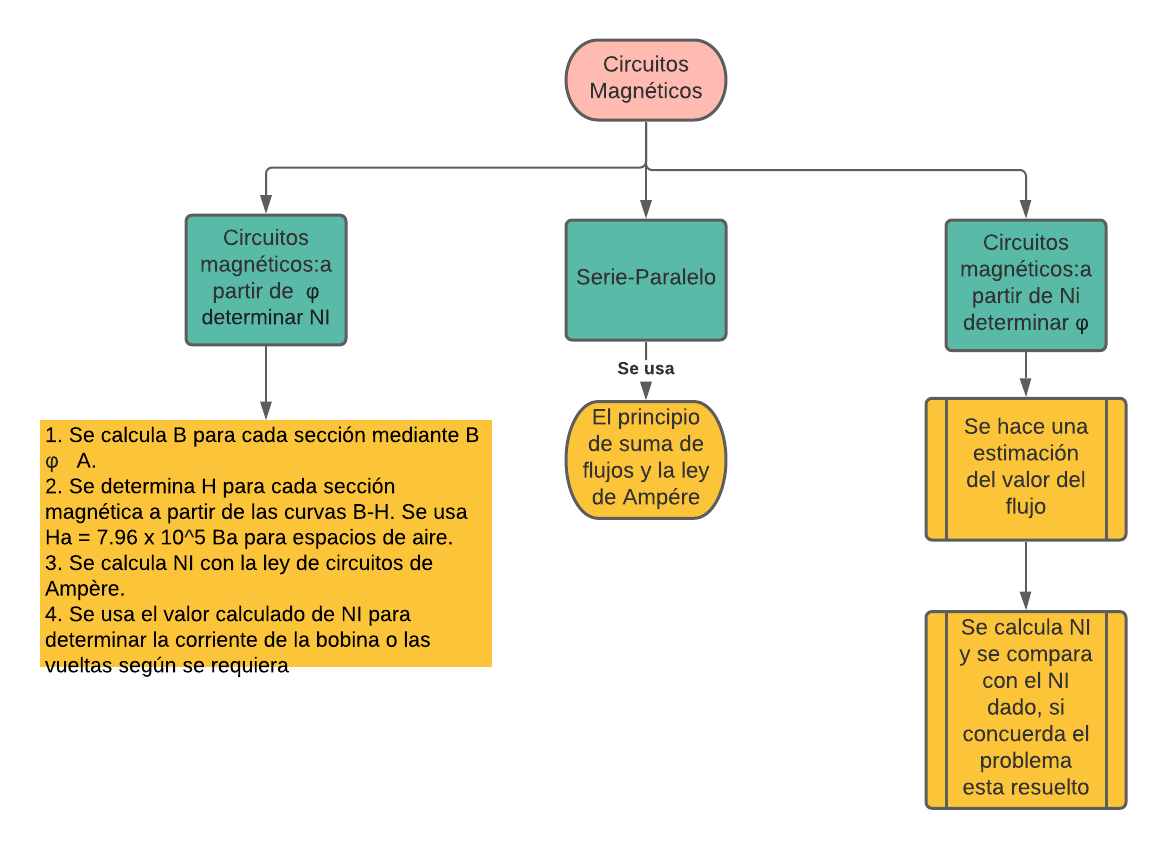 Circuitos
Magnéticos
Circuitos
magnéticos:a
partir de φ
determinar NI
Serie-Paralelo
Circuitos
magnéticos:a
partir de Ni
determinar φ
Se usa
1. Se calcula B para cada sección mediante B
φ A.
2. Se determina H para cada sección
magnética a partir de las curvas B-H. Se usa
Ha = 7.96 x 10^5 Ba para espacios de aire.
3. Se calcula NI con la ley de circuitos de
Ampère.
4. Se usa el valor calculado de NI para
determinar la corriente de la bobina o las
vueltas según se requiera
El principio
de suma de
flujos y la ley
de Ampére
Se hace una
estimación
del valor del
flujo
Se calcula NI
y se compara
con el NI
dado, si
concuerda el
problema
esta resuelto